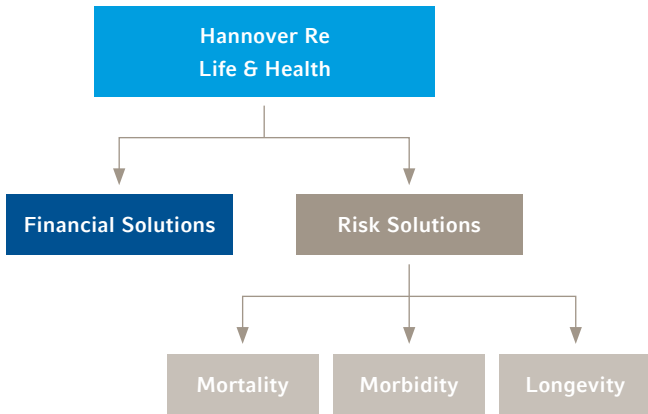 Hannover Re
Life & Health
Financial Solutions
Risk Solutions
Mortality
Morbidity
Longevity